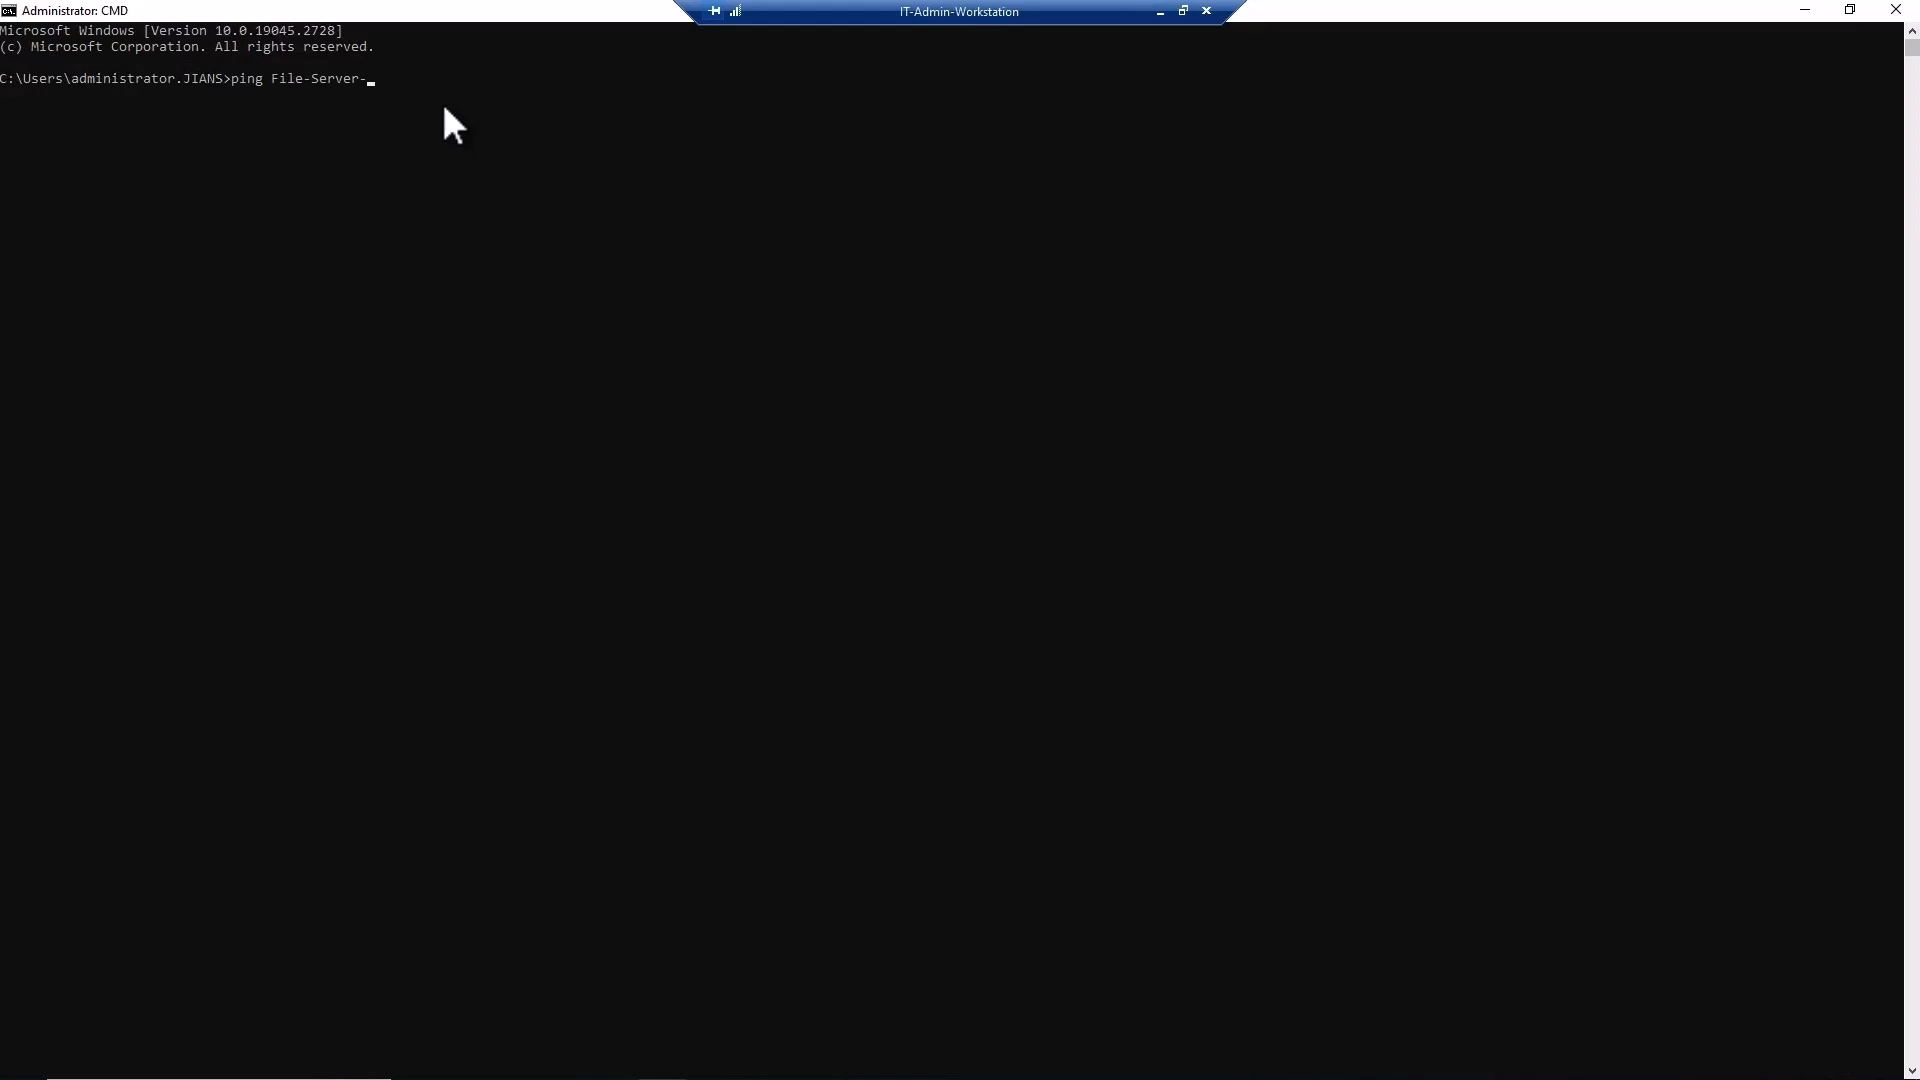 Administrator: CMD
IT-Admin-Workstation
Microsoft Windows [Version 10.0.19045.2728]
(c) Microsoft Corporation. All rights reserved.
C:\Users\administrator.JIANS>ping File-Server-